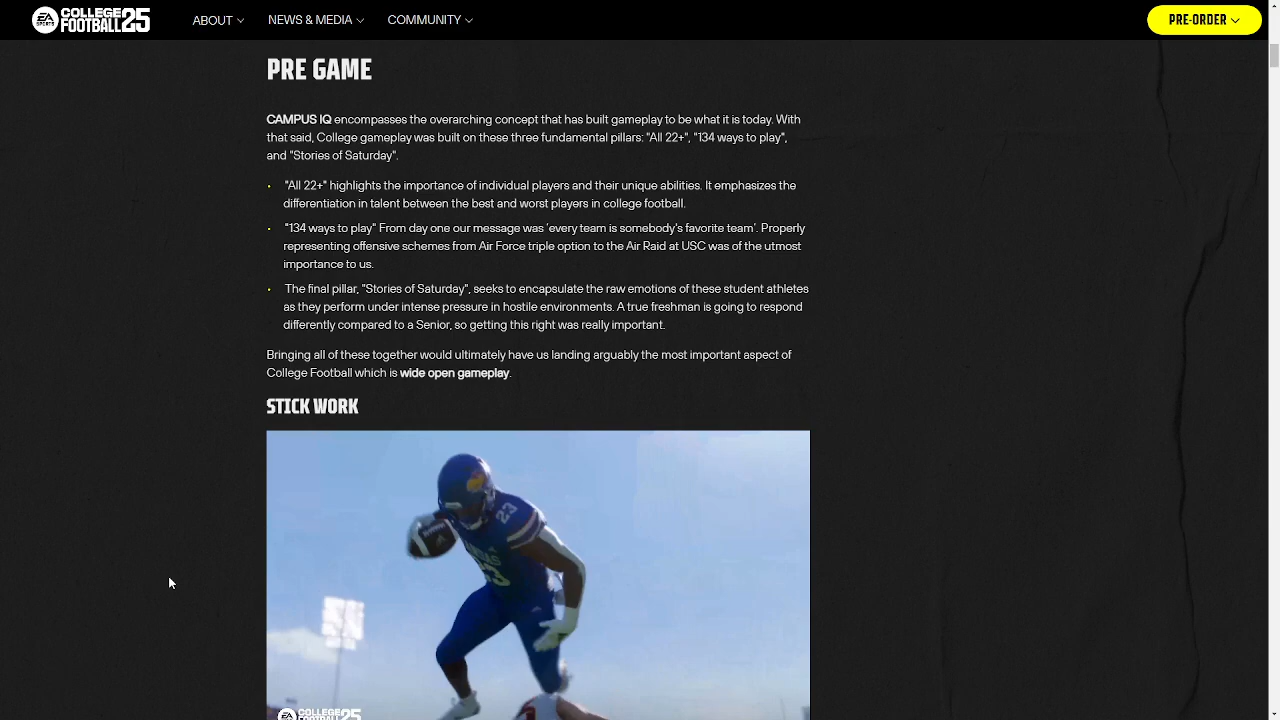 EA SPORTS COLLEGE FOOTBALL 25
ABOUT
NEWS & MEDIA
COMMUNITY
PRE-ORDER
PRE GAME
CAMPUS IQ encompasses the overarching concept that has built gameplay to be what it is today. With
that said, College gameplay was built on these three fundamental pillars: "All 22+", "134 ways to play",
and "Stories of Saturday".
• "All 22+" highlights the importance of individual players and their unique abilities. It emphasizes the
differentiation in talent between the best and worst players in college football.
• "134 ways to play" From day one our message was 'every team is somebody's favorite team'. Properly
representing offensive schemes from Air Force triple option to the Air Raid at USC was of the utmost
importance to us.
• The final pillar, "Stories of Saturday", seeks to encapsulate the raw emotions of these student athletes
as they perform under intense pressure in hostile environments. A true freshman is going to respond
differently compared to a Senior, so getting this right was really important.
Bringing all of these together would ultimately have us landing arguably the most important aspect of
College Football which is wide open gameplay.
STICK WORK
23
23
COLLEGE
FOOTBALL 25